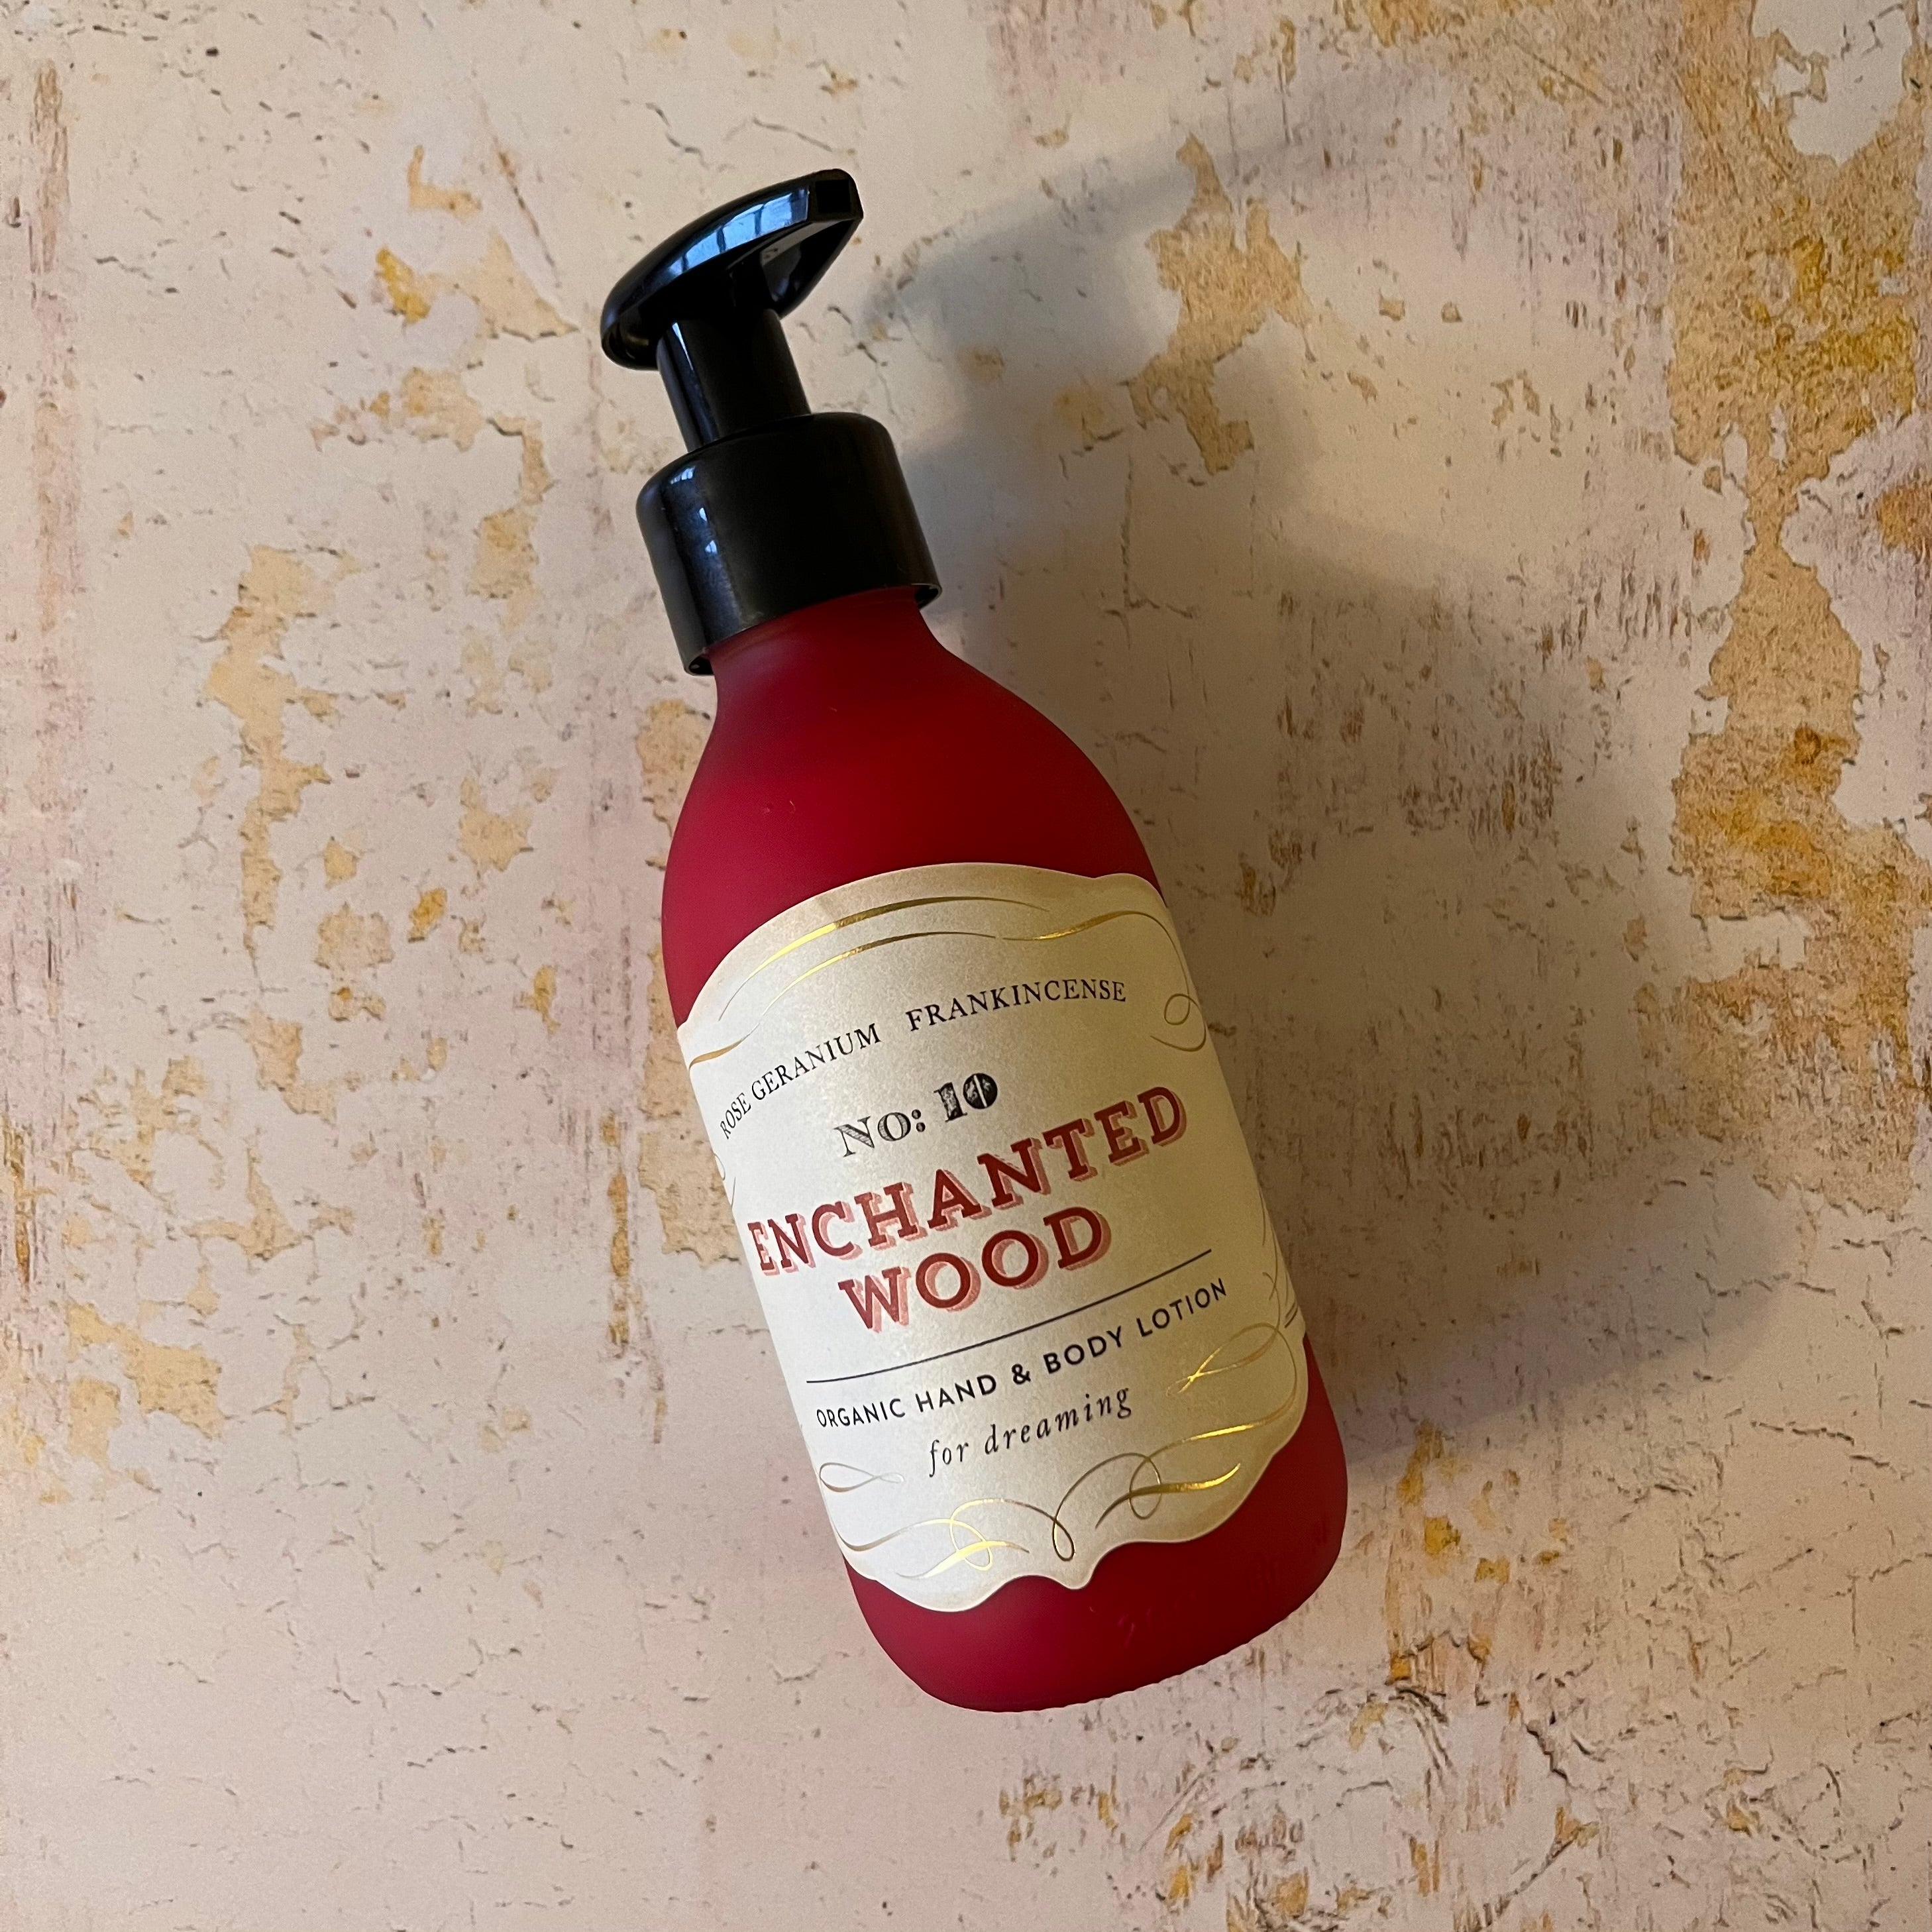 ROSE GERANIUM FRANKINCENSE
No: 10
ENCHANTED
WOOD
ORGANIC HAND & BODY LOTION
for dreaming